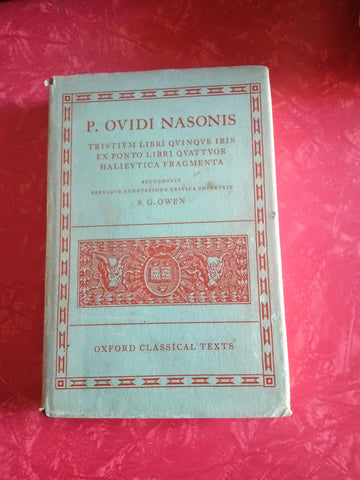 P. OVIDI NASONIS
TRISTIVM LIBRI QVINQVE IBIS
EX PONTO LIBRI QVATTVOR
HALIEVTICA FRAGMENTA
RECOGNOVIT
BREVIQVE ADNOTATIONE CRITICA INSTRVXIT
S. G. OWEN
OXFORD CLASSICAL TEXTS